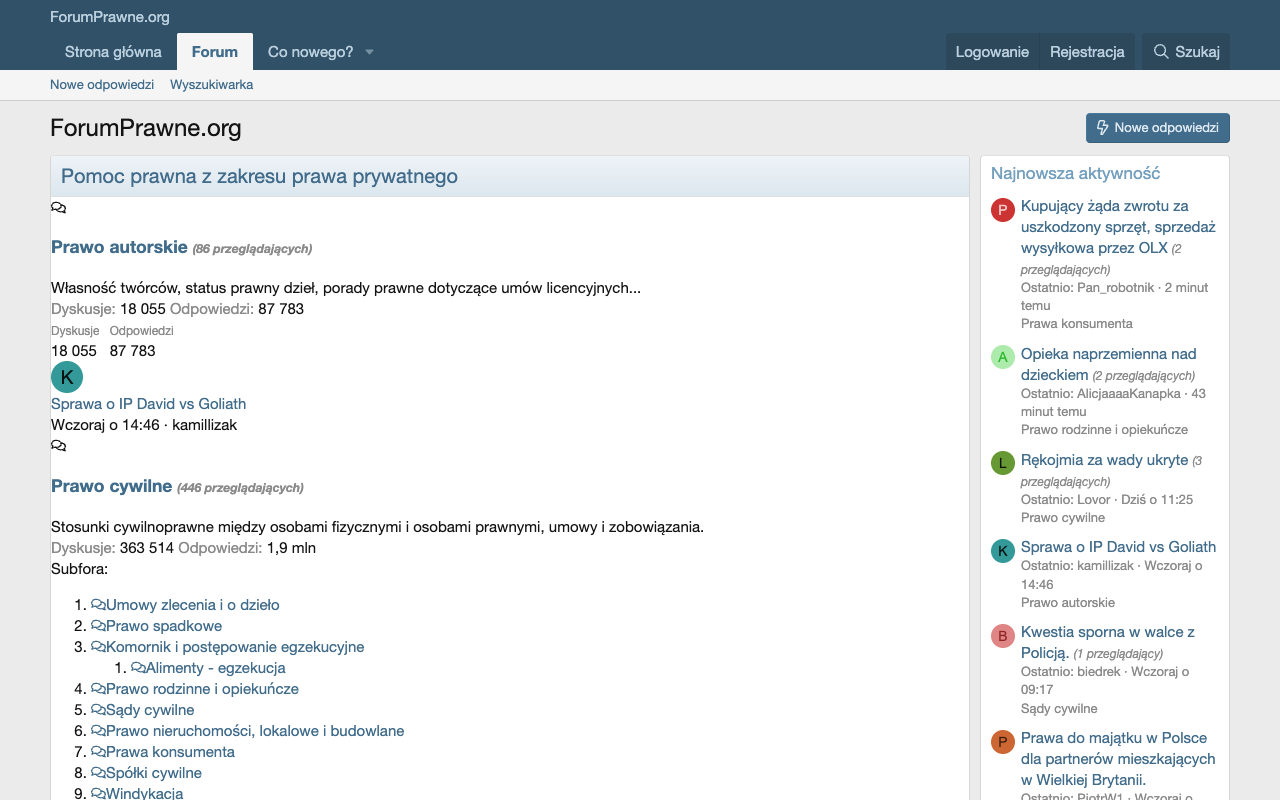 ForumPrawne.org
Strona główna
Forum
Co nowego?
Logowanie
Rejestracja
Szukaj
Nowe odpowiedzi
Wyszukiwarka
ForumPrawne.org
Nowe odpowiedzi
Pomoc prawna z zakresu prawa prywatnego
Prawo autorskie (86 przeglądających)
Własność twórców, status prawny dzieł, porady prawne dotyczące umów licencyjnych...
Dyskusje: 18 055 Odpowiedzi: 87 783
Dyskusje Odpowiedzi
18 055 87 783
K
Sprawa o IP David vs Goliath
Wczoraj o 14:46 · kamillizak
Prawo cywilne (446 przeglądających)
Stosunki cywilnoprawne między osobami fizycznymi i osobami prawnymi, umowy i zobowiązania.
Dyskusje: 363 514 Odpowiedzi: 1,9 mln
Subfora:
1. Umowy zlecenia i o dzieło
2. Prawo spadkowe
3. Komornik i postępowanie egzekucyjne
1. Alimenty - egzekucja
4. Prawo rodzinne i opiekuńcze
5. Sądy cywilne
6. Prawo nieruchomości, lokalowe i budowlane
7. Prawa konsumenta
8. Spółki cywilne
9. Windykacja
Najnowsza aktywność
P
Kupujący żąda zwrotu za
uszkodzony sprzęt, sprzedaż
wysyłkowa przez OLX (2
przeglądających)
Ostatnio: Pan_robotnik · 2 minut
temu
Prawa konsumenta
A
Opieka naprzemienna nad
dzieckiem (2 przeglądających)
Ostatnio: AlicjaaaaKanapka · 43
minut temu
Prawo rodzinne i opiekuńcze
L
Rękojmia za wady ukryte (3
przeglądających)
Ostatnio: Lovor · Dziś o 11:25
Prawo cywilne
K
Sprawa o IP David vs Goliath
Ostatnio: kamillizak · Wczoraj o
14:46
Prawo autorskie
B
Kwestia sporna w walce z
Policją. (1 przeglądający)
Ostatnio: biedrek · Wczoraj o
09:17
Sądy cywilne
P
Prawa do majątku w Polsce
dla partnerów mieszkających
w Wielkiej Brytanii.
Ostatnio: PiotrW1 · Wczoraj o